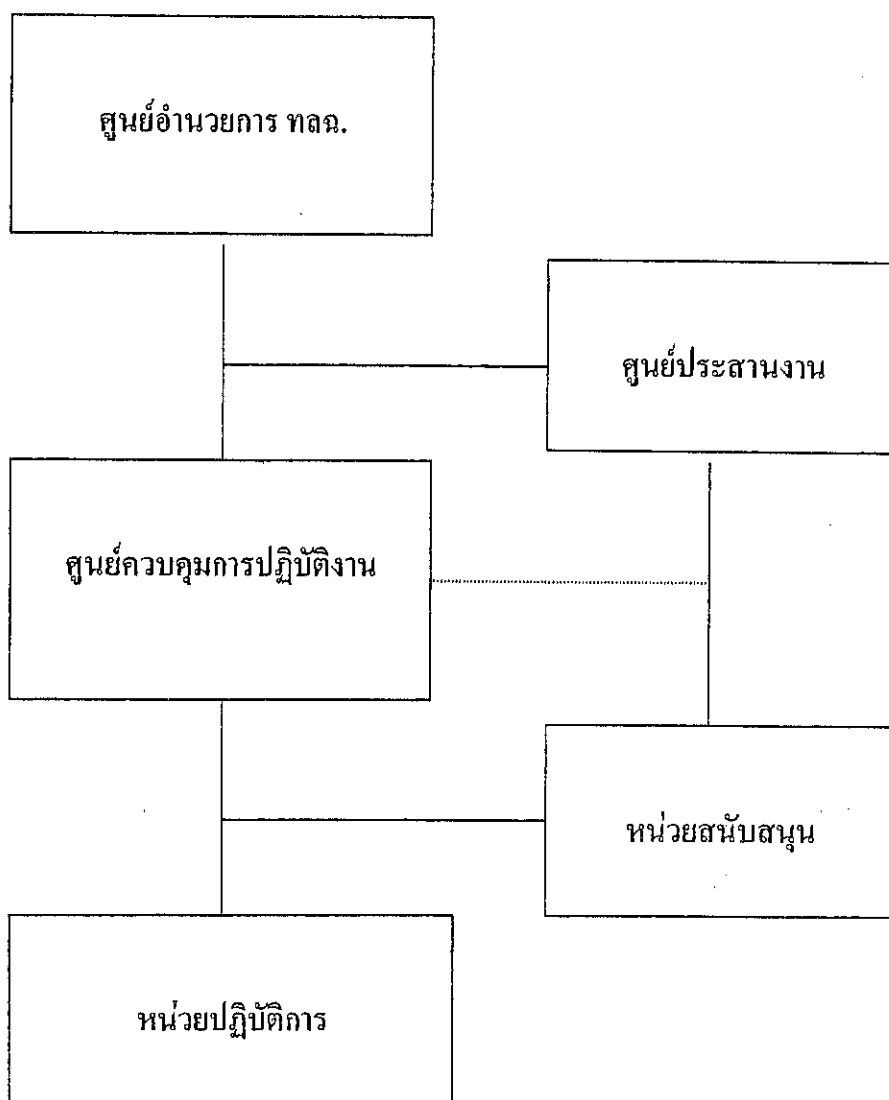 ศูนย์อำนวยการ ทลฉ.
ศูนย์ประสานงาน
ศูนย์ควบคุมการปฏิบัติงาน
หน่วยสนับสนุน
หน่วยปฏิบัติการ